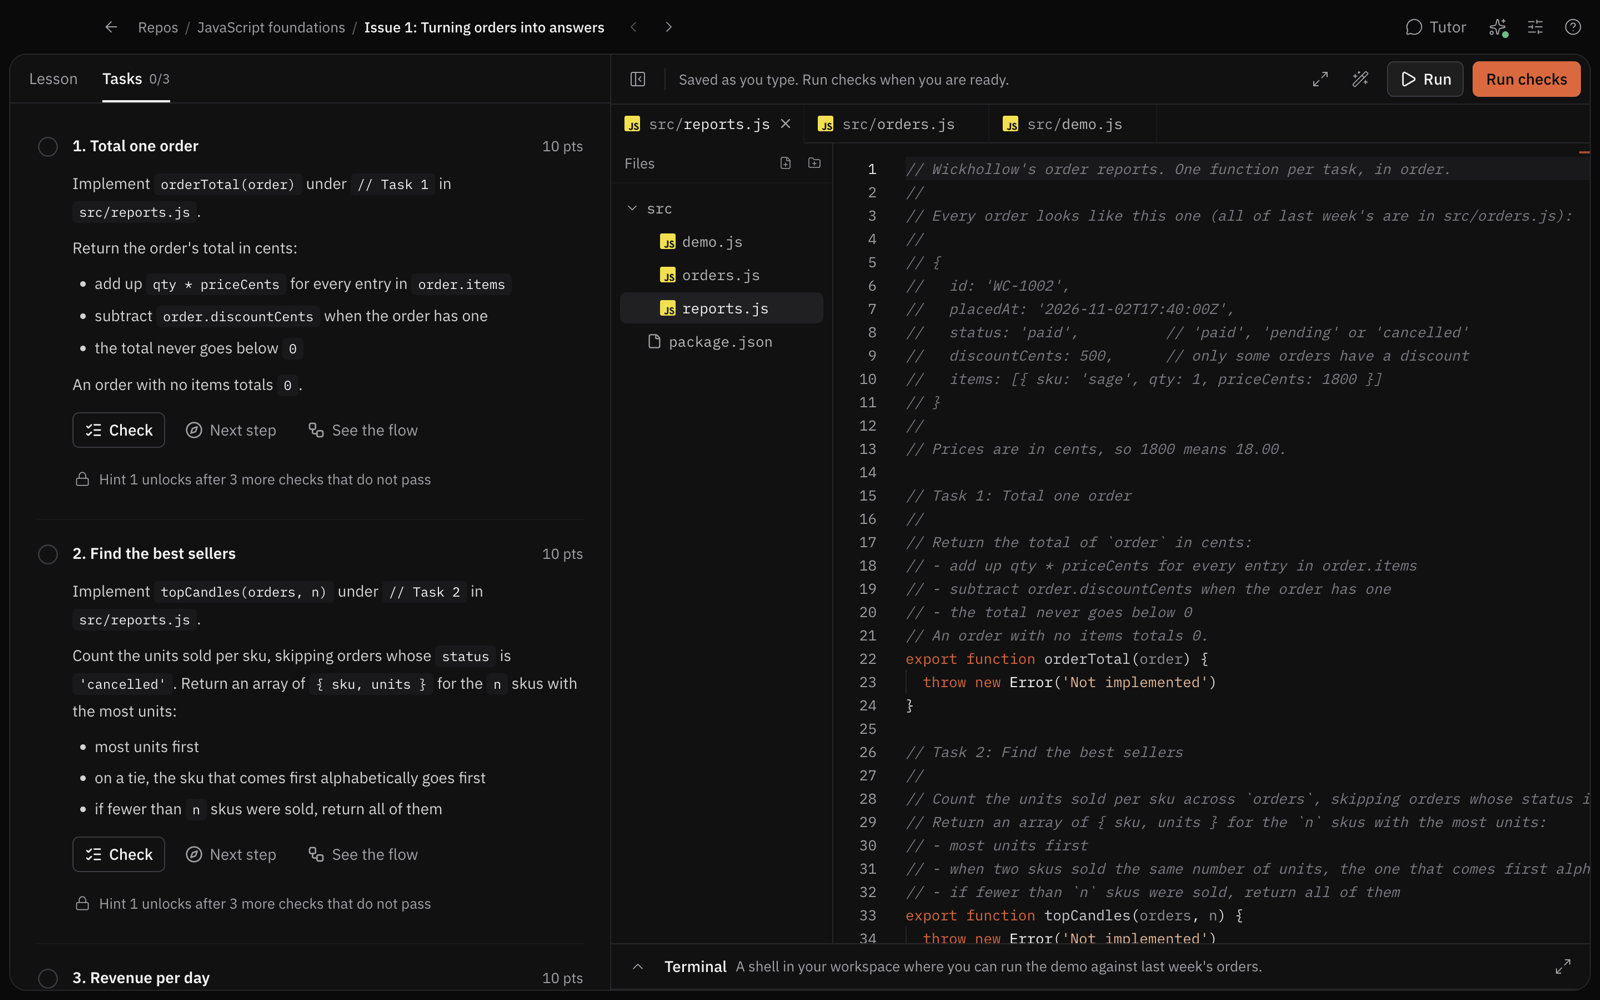 Repos / JavaScript foundations / Issue 1: Turning orders into answers
Tutor
Lesson
Tasks 0/3
1. Total one order
10 pts
Implement orderTotal(order) under // Task 1 in
src/reports.js.
Return the order's total in cents:
• add up qty * priceCents for every entry in order.items
• subtract order.discountCents when the order has one
• the total never goes below 0
An order with no items totals 0.
Check
Next step
See the flow
Hint 1 unlocks after 3 more checks that do not pass
2. Find the best sellers
10 pts
Implement topCandles(orders, n) under // Task 2 in
src/reports.js.
Count the units sold per sku, skipping orders whose status is
'cancelled'. Return an array of { sku, units } for the n skus with
the most units:
• most units first
• on a tie, the sku that comes first alphabetically goes first
• if fewer than n skus were sold, return all of them
Check
Next step
See the flow
Hint 1 unlocks after 3 more checks that do not pass
3. Revenue per day
10 pts
Saved as you type. Run checks when you are ready.
Run
Run checks
JS src/reports.js
JS src/orders.js
JS src/demo.js
Files
src
JS demo.js
JS orders.js
JS reports.js
package.json
1 // Wickhollow's order reports. One function per task, in order.
2 //
3 // Every order looks like this one (all of last week's are in src/orders.js):
4 //
5 // {
6 //   id: 'WC-1002',
7 //   placedAt: '2026-11-02T17:40:00Z',
8 //   status: 'paid',          // 'paid', 'pending' or 'cancelled'
9 //   discountCents: 500,      // only some orders have a discount
10 //   items: [{ sku: 'sage', qty: 1, priceCents: 1800 }]
11 // }
12 //
13 // Prices are in cents, so 1800 means 18.00.
14
15 // Task 1: Total one order
16 //
17 // Return the total of `order` in cents:
18 // - add up qty * priceCents for every entry in order.items
19 // - subtract order.discountCents when the order has one
20 // - the total never goes below 0
21 // An order with no items totals 0.
22 export function orderTotal(order) {
23   throw new Error('Not implemented')
24 }
25
26 // Task 2: Find the best sellers
27 //
28 // Count the units sold per sku across `orders`, skipping orders whose status i
29 // Return an array of { sku, units } for the `n` skus with the most units:
30 // - most units first
31 // - when two skus sold the same number of units, the one that comes first alph
32 // - if fewer than `n` skus were sold, return all of them
33 export function topCandles(orders, n) {
34   throw new Error('Not implemented')
Terminal A shell in your workspace where you can run the demo against last week's orders.